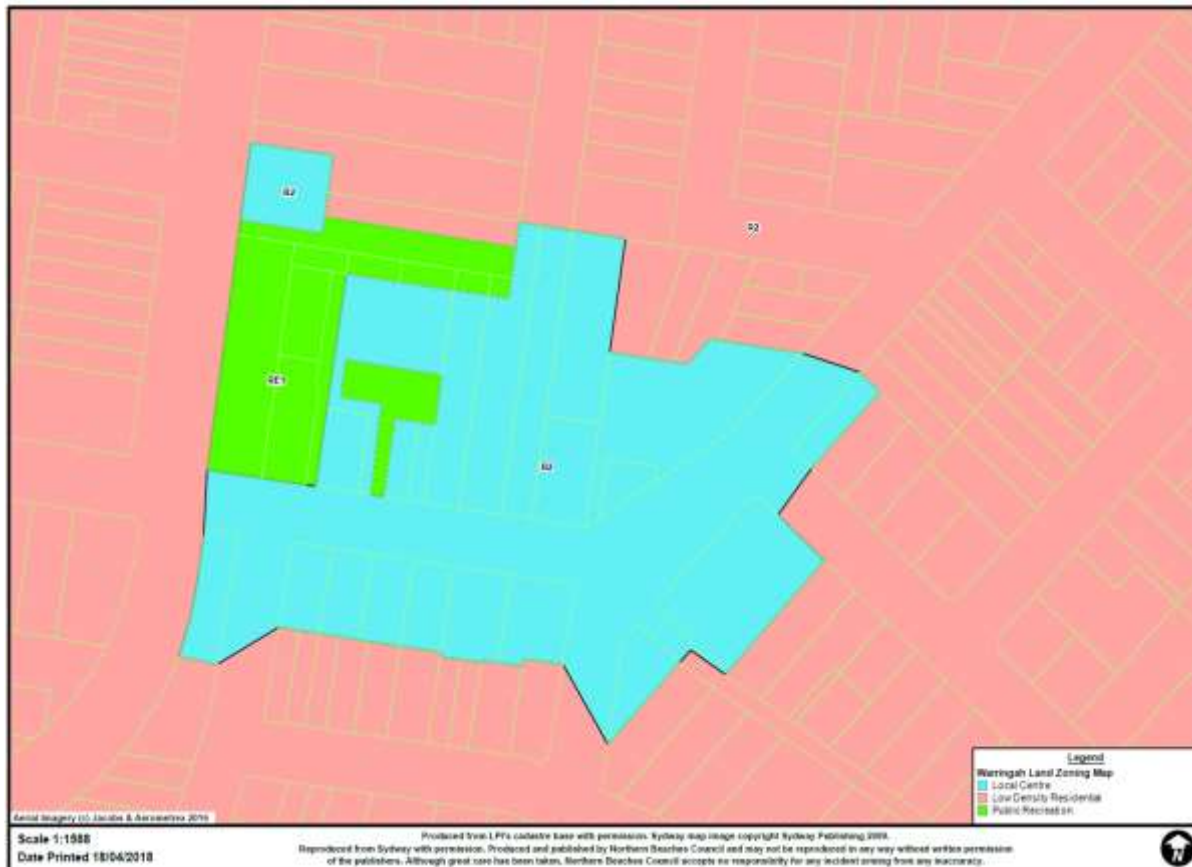 B2
R2
RE1
B2
Legend
Warringah Land Zoning Map
Local Centre
Low Density Residential
Public Recreation
Aerial Imagery (c) Jacobs & Aerometrex 2016
Scale 1:1588
Date Printed 18/04/2018
Produced from LPI's cadastre base with permission. Sydway map image copyright Sydway Publishing 2009.
Reproduced from Sydway with permission. Produced and published by Northern Beaches Council and may not be reproduced in any way without written permission
of the publishers. Although great care has been taken, Northern Beaches Council accepts no responsibility for any incident arising from any inaccuracy.